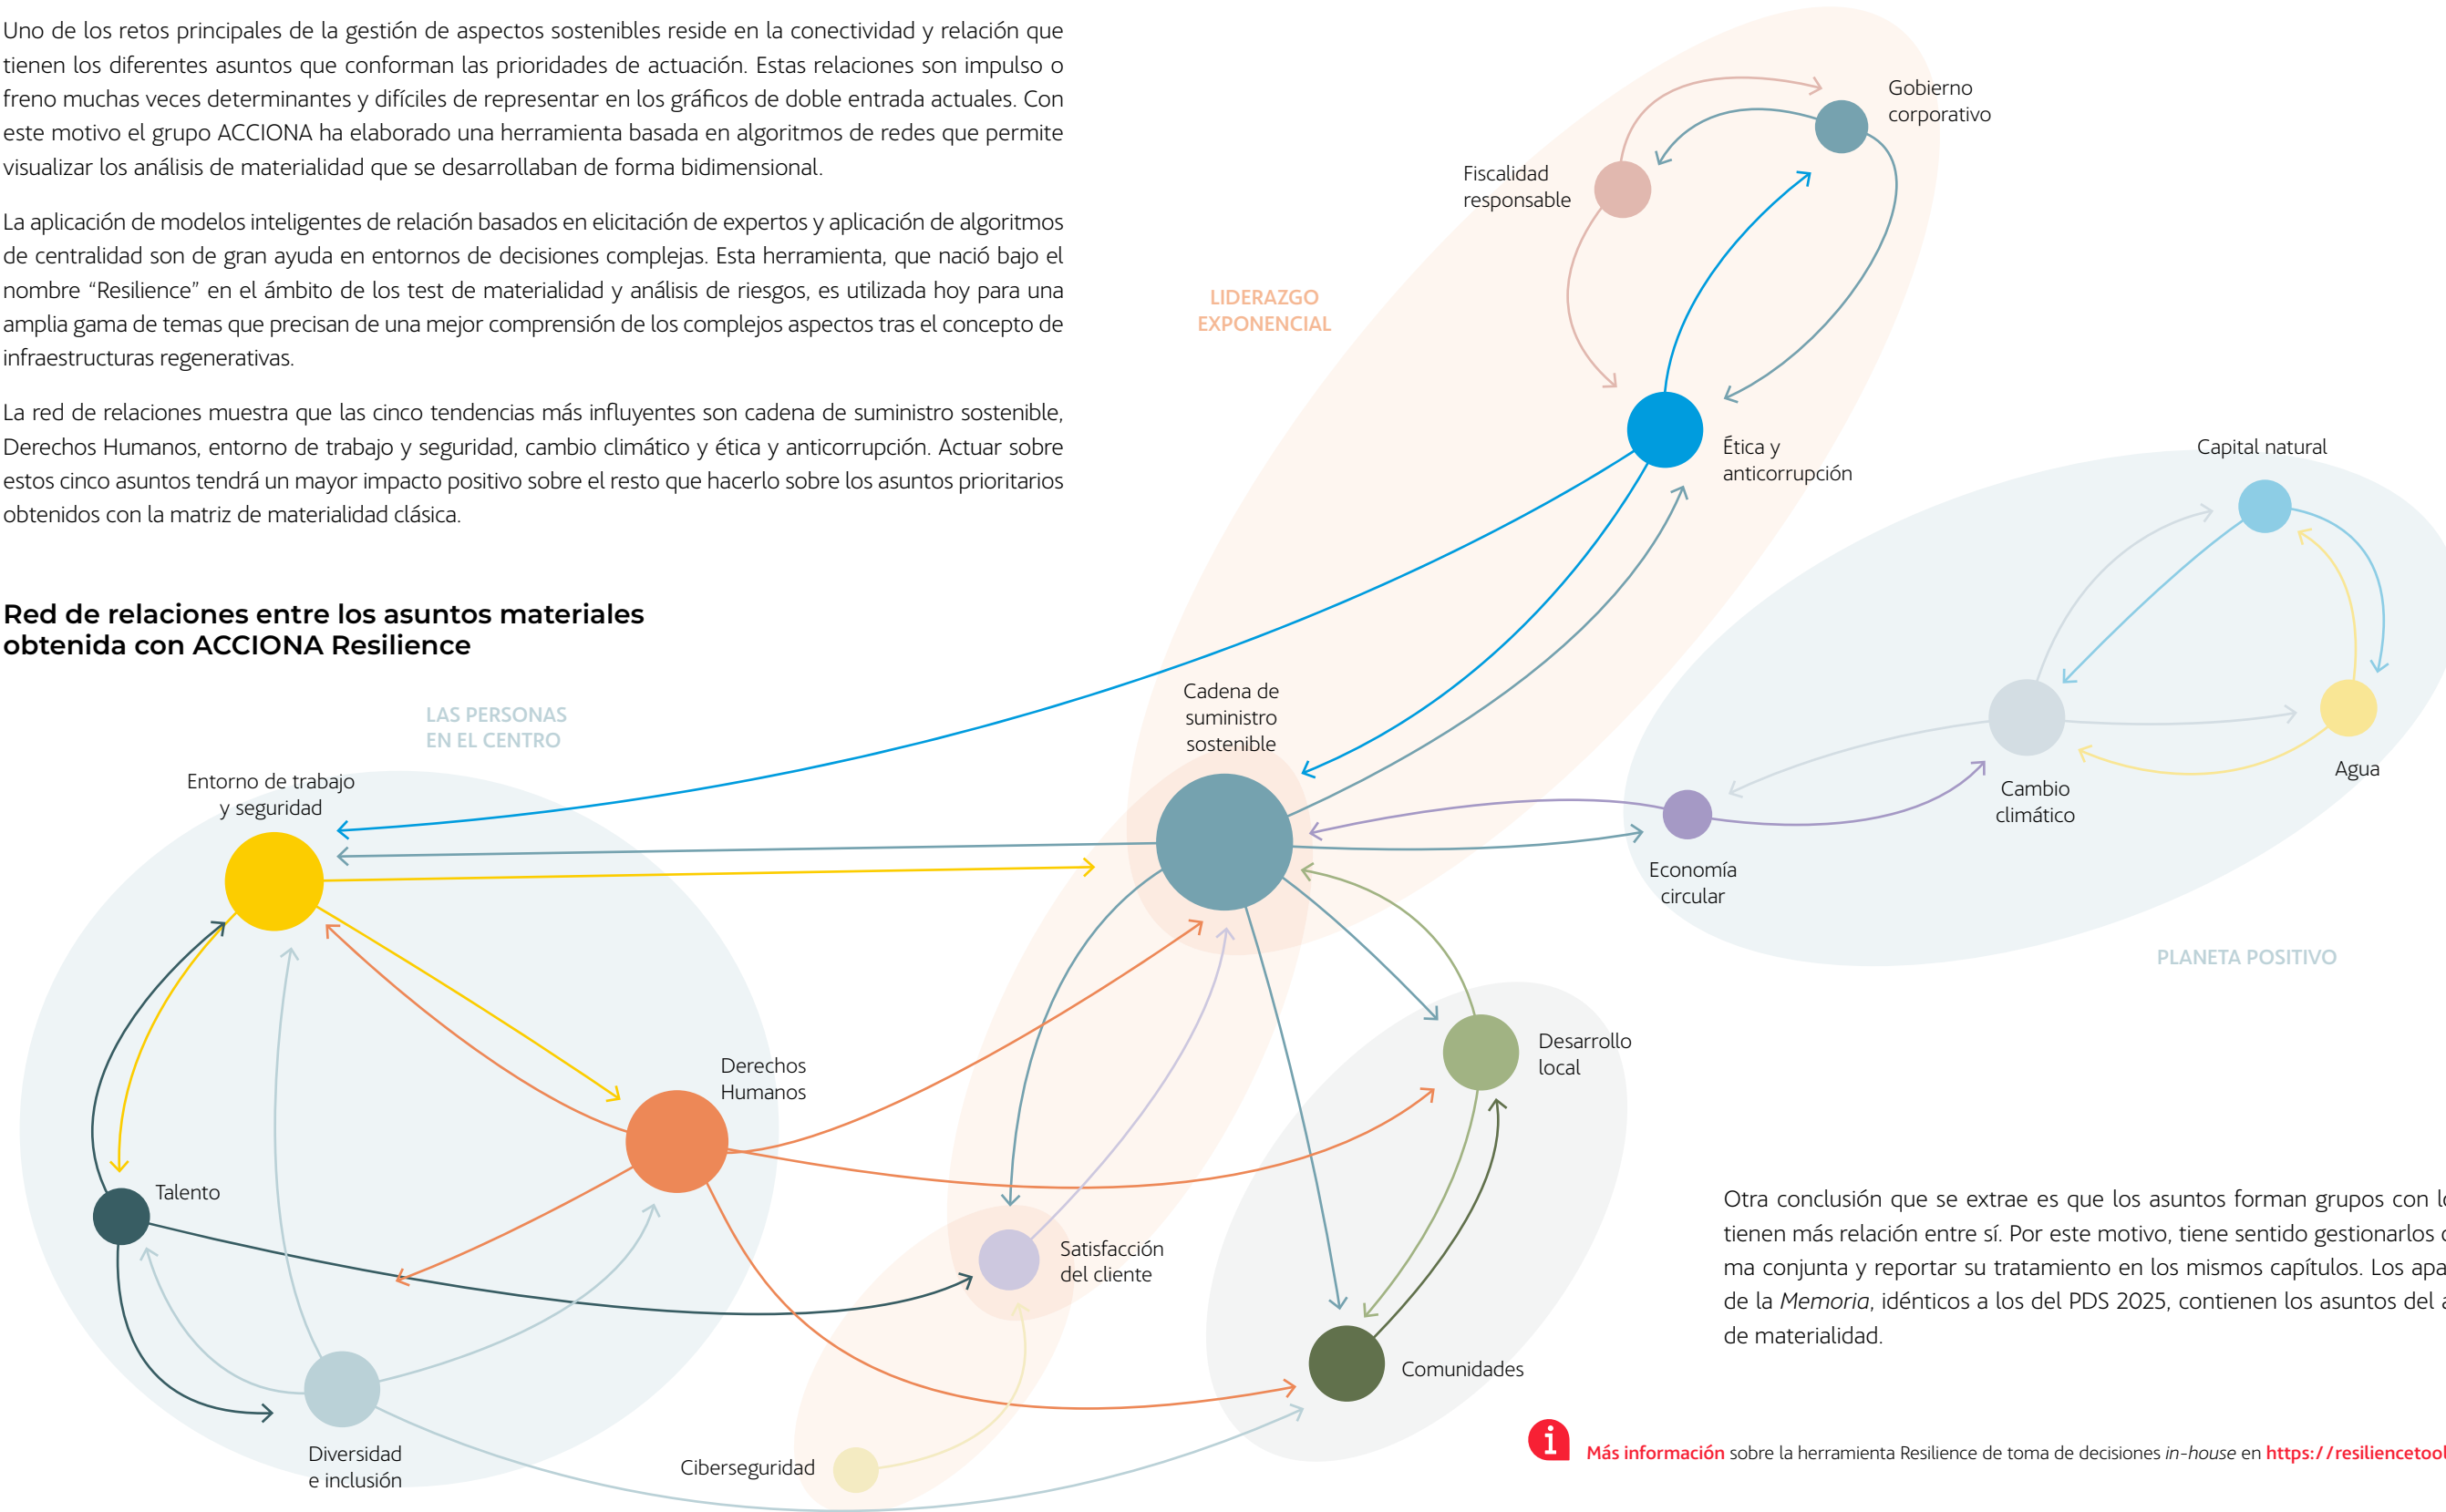 Uno de los retos principales de la gestión de aspectos sostenibles reside en la conectividad y relación que
tienen los diferentes asuntos que conforman las prioridades de actuación. Estas relaciones son impulso o
freno muchas veces determinantes y difíciles de representar en los gráficos de doble entrada actuales. Con
este motivo el grupo ACCIONA ha elaborado una herramienta basada en algoritmos de redes que permite
visualizar los análisis de materialidad que se desarrollaban de forma bidimensional.
La aplicación de modelos inteligentes de relación basados en elicitación de expertos y aplicación de algoritmos
de centralidad son de gran ayuda en entornos de decisiones complejas. Esta herramienta, que nació bajo el
nombre “Resilience” en el ámbito de los test de materialidad y análisis de riesgos, es utilizada hoy para una
amplia gama de temas que precisan de una mejor comprensión de los complejos aspectos tras el concepto de
infraestructuras regenerativas.
La red de relaciones muestra que las cinco tendencias más influyentes son cadena de suministro sostenible,
Derechos Humanos, entorno de trabajo y seguridad, cambio climático y ética y anticorrupción. Actuar sobre
estos cinco asuntos tendrá un mayor impacto positivo sobre el resto que hacerlo sobre los asuntos prioritarios
obtenidos con la matriz de materialidad clásica.
Red de relaciones entre los asuntos materiales
obtenida con ACCIONA Resilience
LIDERAZGO
EXPONENCIAL
Gobierno
corporativo
Fiscalidad
responsable
Ética y
anticorrupción
Capital natural
Agua
Cambio
climático
Economía
circular
PLANETA POSITIVO
LAS PERSONAS
EN EL CENTRO
Cadena de
suministro
sostenible
Entorno de trabajo
y seguridad
Derechos
Humanos
Talento
Diversidad
e inclusión
Ciberseguridad
Satisfacción
del cliente
Desarrollo
local
Comunidades
Otra conclusión que se extrae es que los asuntos forman grupos con
tienen más relación entre sí. Por este motivo, tiene sentido gestionarlos
ma conjunta y reportar su tratamiento en los mismos capítulos. Los
de la Memoria, idénticos a los del PDS 2025, contienen los asuntos del
de materialidad.
i
Más información sobre la herramienta Resilience de toma de decisiones in-house en https://resiliencetool